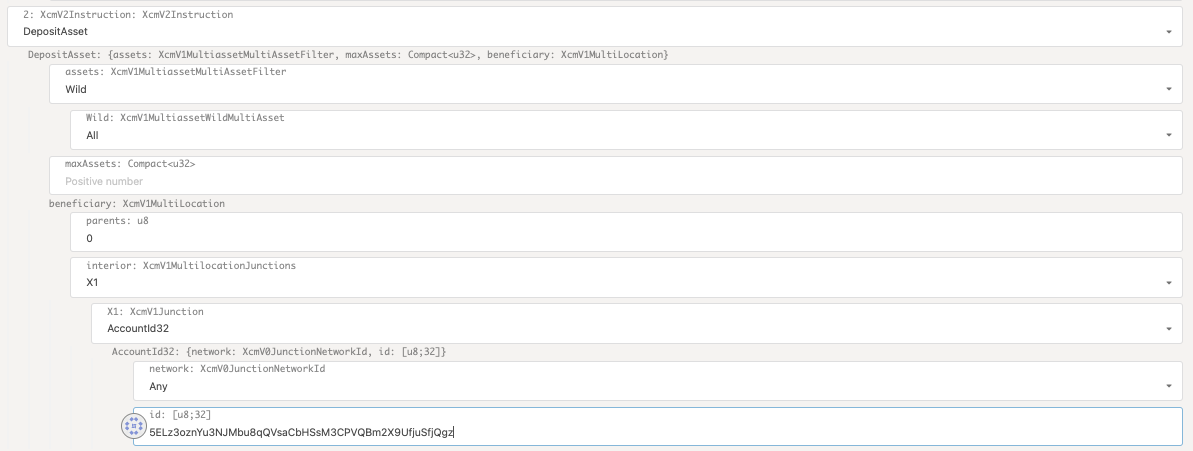 2: XcmV2Instruction: XcmV2Instruction
DepositAsset
DepositAsset: {assets: XcmV1MultiassetMultiAssetFilter, maxAssets: Compact<u32>, beneficiary: XcmV1MultiLocation}
assets: XcmV1MultiassetMultiAssetFilter
Wild
Wild: XcmV1MultiassetWildMultiAsset
All
maxAssets: Compact<u32>
Positive number
beneficiary: XcmV1MultiLocation
parents: u8
0
interior: XcmV1MultilocationJunctions
X1
X1: XcmV1Junction
AccountId32
AccountId32: {network: XcmV0JunctionNetworkId, id: [u8;32]}
network: XcmV0JunctionNetworkId
Any
id: [u8;32]
5ELz3oznYu3NJMbu8qQVsaCbHSsM3CPVQBm2X9UfjuSfjQgz